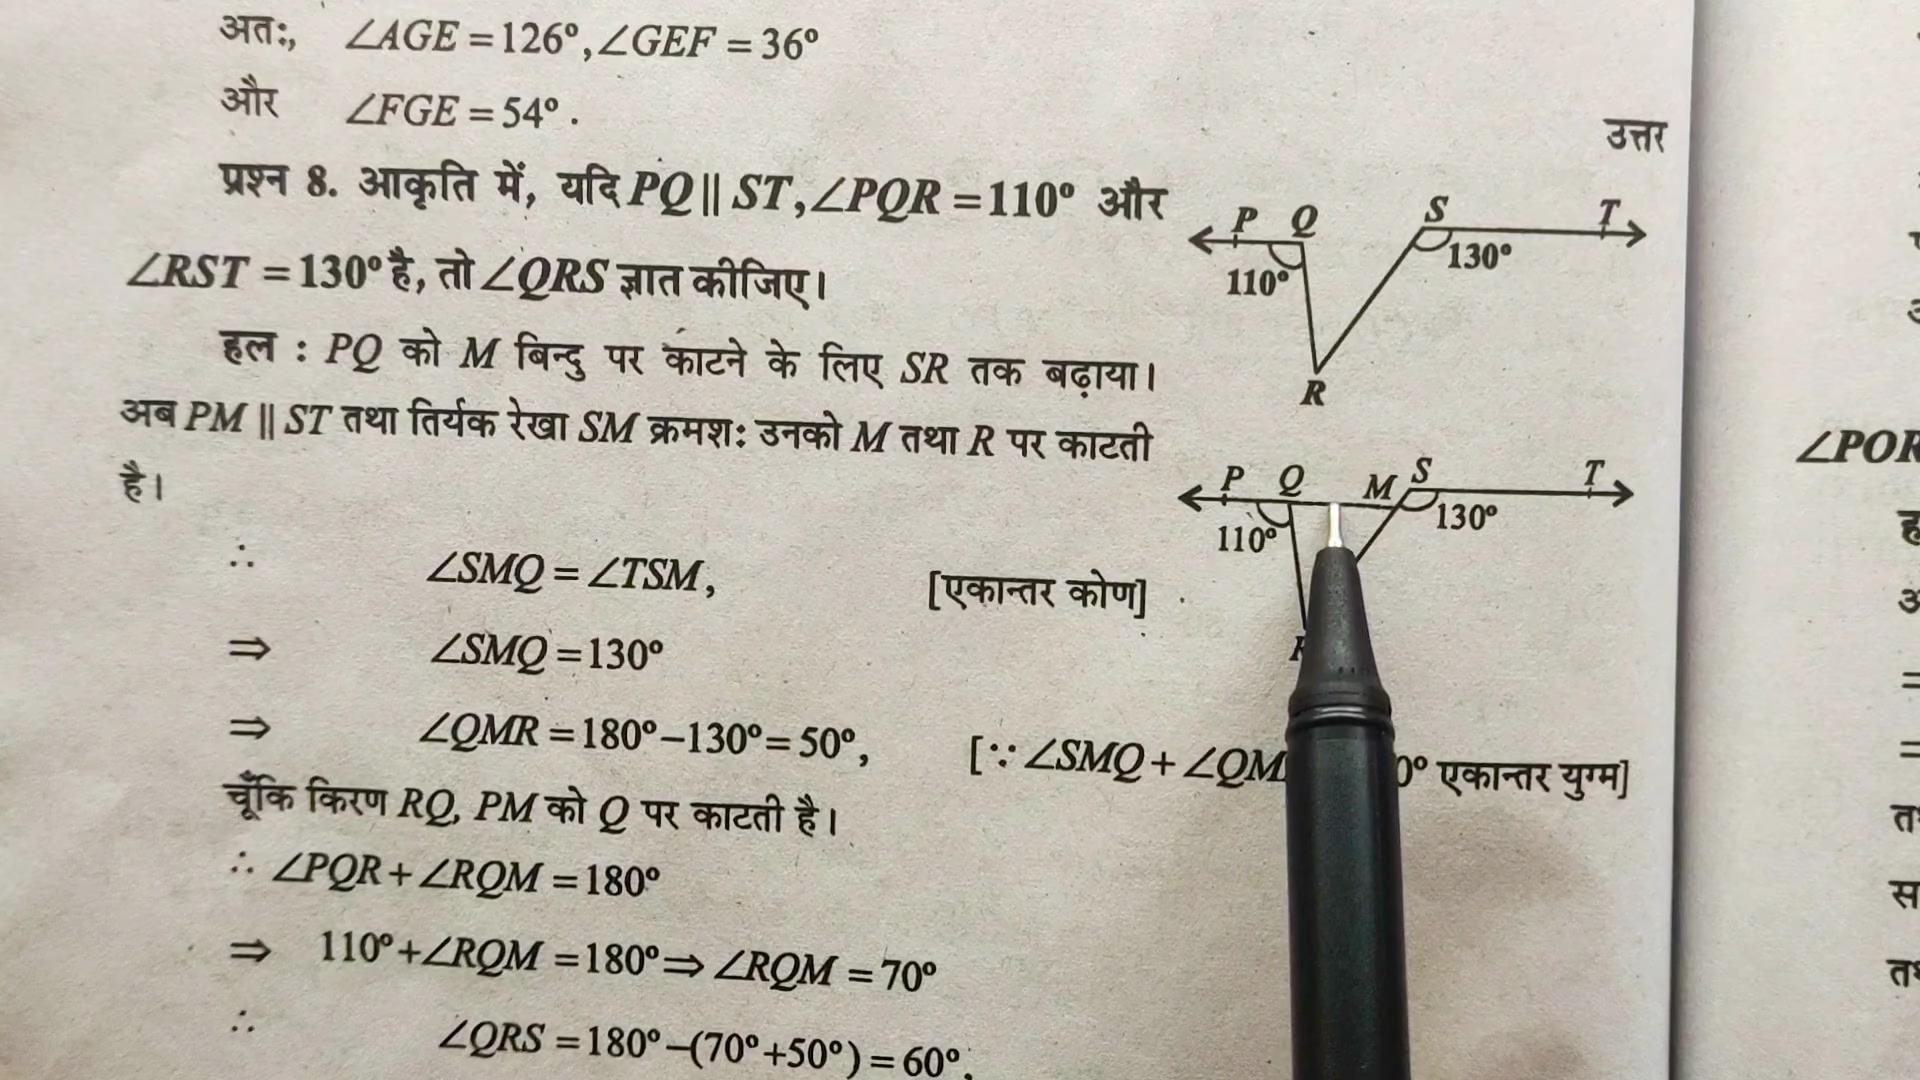 अतः, ∠AGE = 126°, ∠GEF = 36°
और ∠FGE = 54° .
उत्तर
प्रश्न 8. आकृति में, यदि PQ || ST, ∠PQR = 110° और
∠RST = 130° है, तो ∠QRS ज्ञात कीजिए।
P Q S T
110° 130°
R
हल : PQ को M बिन्दु पर काटने के लिए SR तक बढ़ाया।
अब PM || ST तथा तिर्यक रेखा SM क्रमश: उनको M तथा R पर काटती
है।
P Q M S T
110° 130°
∴ ∠SMQ = ∠TSM, [एकान्तर कोण]
⇒ ∠SMQ = 130°
⇒ ∠QMR = 180° – 130° = 50°, [∵ ∠SMQ + ∠QM 0° एकान्तर युग्म]
चूँकि किरण RQ, PM को Q पर काटती है।
∴ ∠PQR + ∠RQM = 180°
⇒ 110° + ∠RQM = 180° ⇒ ∠RQM = 70°
∴ ∠QRS = 180° – (70° + 50°) = 60°.